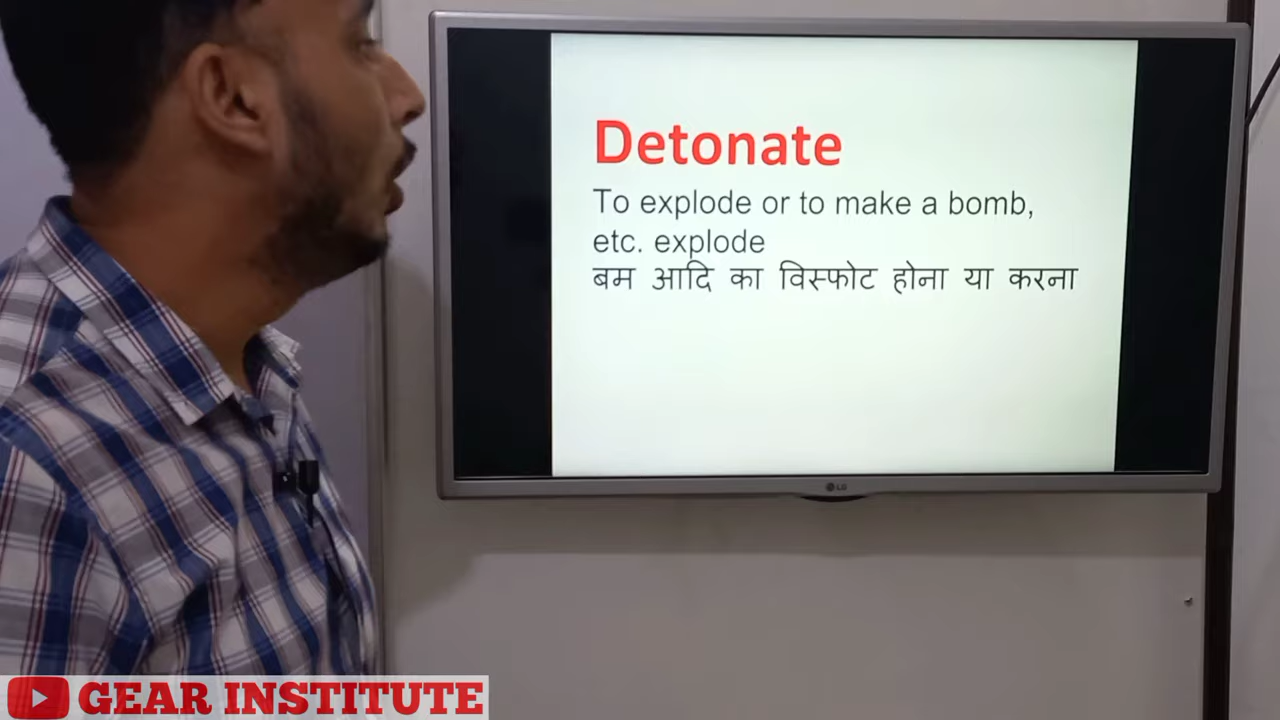 Detonate
To explode or to make a bomb,
etc. explode
बम आदि का विस्फोट होना या करना
LG
GEAR INSTITUTE